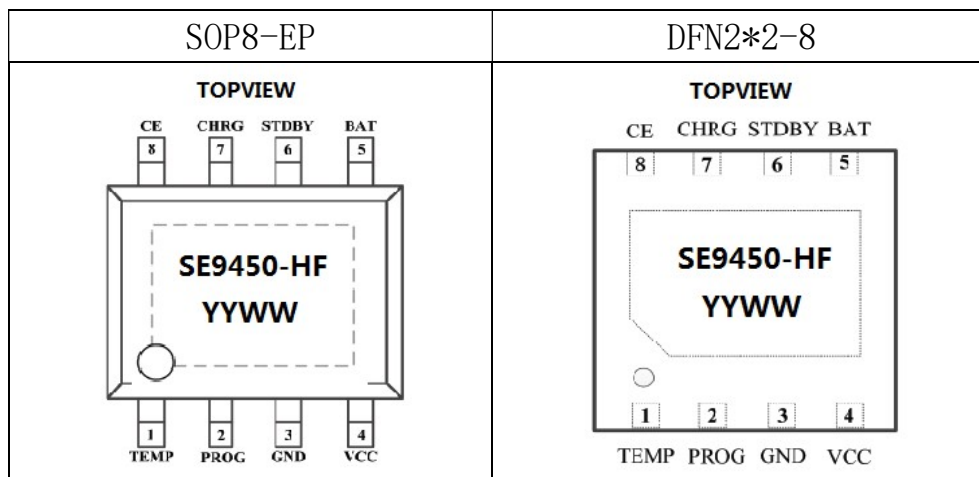 SOP8-EP
TOPVIEW
CE CHRG STDBY BAT
8 7 6 5
SE9450-HF
YYWW
1 2 3 4
TEMP PROG GND VCC
DFN2*2-8
TOPVIEW
CE CHRG STDBY BAT
8 7 6 5
SE9450-HF
YYWW
1 2 3 4
TEMP PROG GND VCC